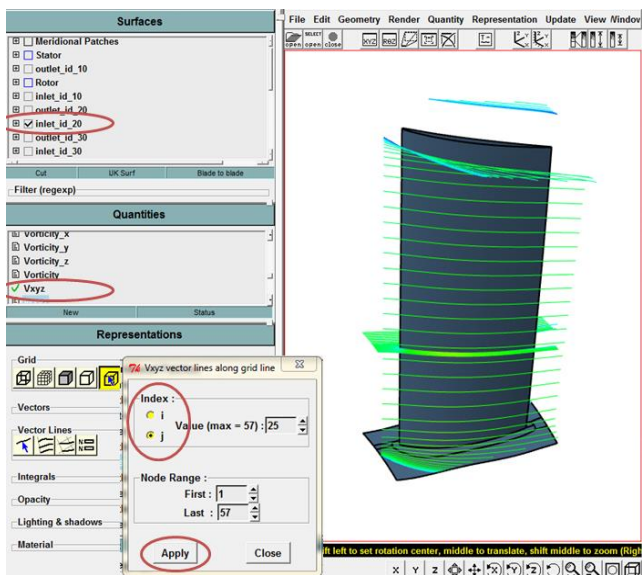 Surfaces
Meridional Patches
Stator
outlet_id_10
Rotor
inlet_id_10
outlet_id_20
inlet_id_20
outlet_id_30
inlet_id_30
Cut UK Surf Blade to blade
Filter (regexp)
Quantities
Vorticity_x
Vorticity_y
Vorticity_z
Vorticity
Vxyz
New Status
Representations
Grid
Vectors
Vector Lines
Integrals
Opacity
Lighting & shadows
Material
Vxyz vector lines along grid line
Index :
i
j
Value (max = 57) : 25
Node Range :
First : 1
Last : 57
Apply Close
File Edit Geometry Render Quantity Representation Update View Window
open SELECT open close XYZ RθZ
ift left to set rotation center, middle to translate, shift middle to zoom (Righ
X Y Z